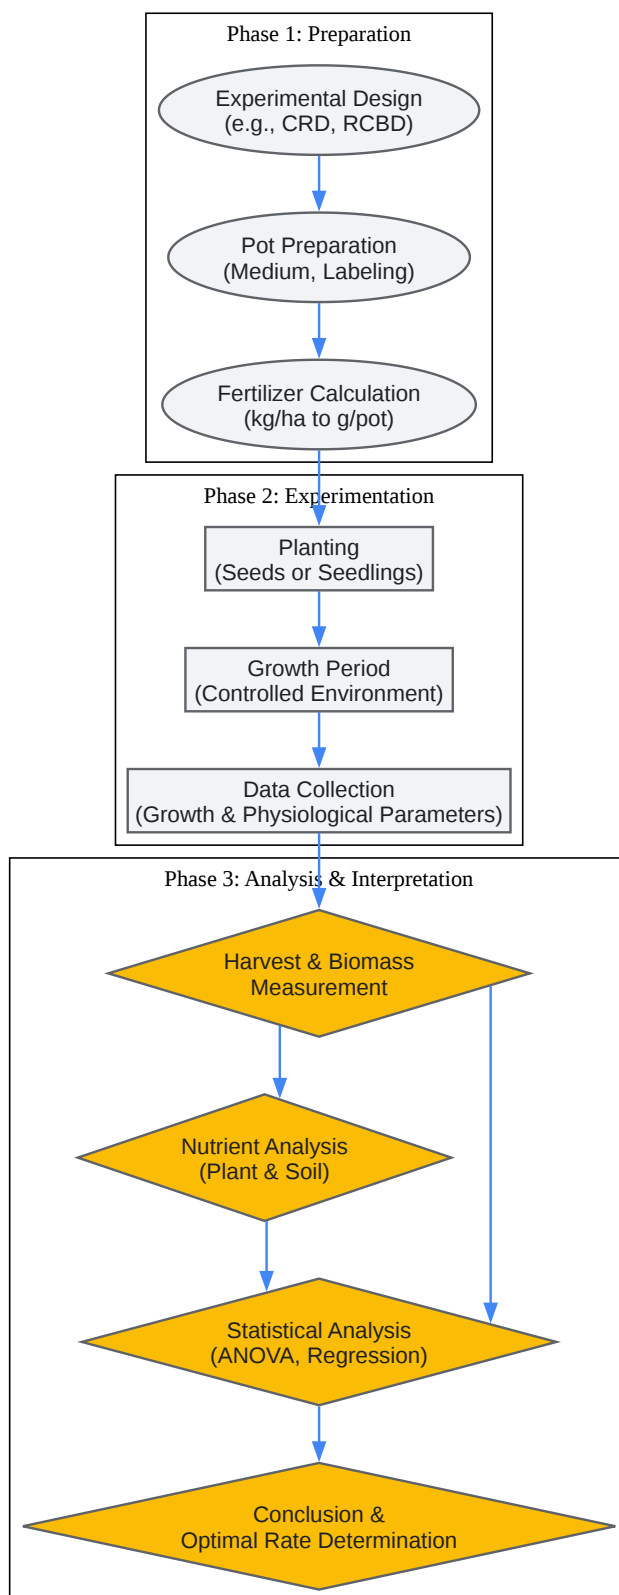 Phase 1: Preparation
Experimental Design
(e.g., CRD, RCBD)
Pot Preparation
(Medium, Labeling)
Fertilizer Calculation
(kg/ha to g/pot)
Phase 2: Experimentation
Planting
(Seeds or Seedlings)
Growth Period
(Controlled Environment)
Data Collection
(Growth & Physiological Parameters)
Phase 3: Analysis & Interpretation
Harvest & Biomass
Measurement
Nutrient Analysis
(Plant & Soil)
Statistical Analysis
(ANOVA, Regression)
Conclusion &
Optimal Rate Determination